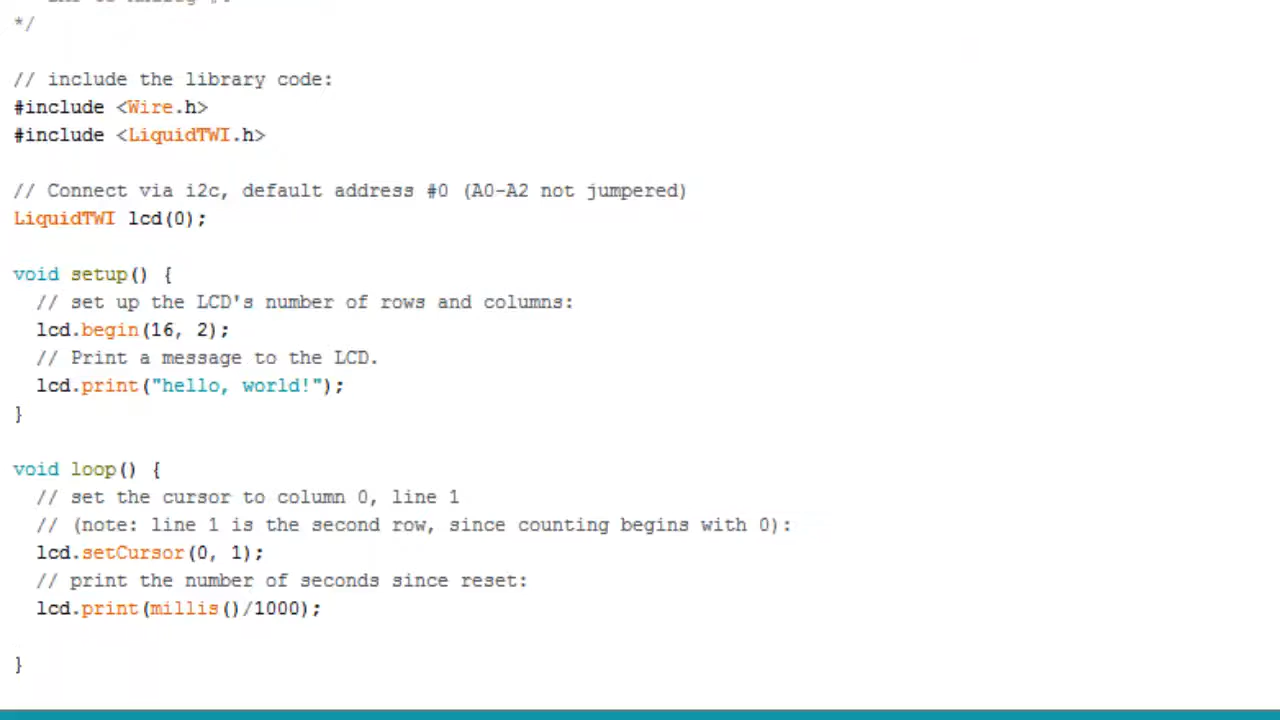 */
// include the library code:
#include <Wire.h>
#include <LiquidTWI.h>
// Connect via i2c, default address #0 (A0-A2 not jumpered)
LiquidTWI lcd(0);
void setup() {
// set up the LCD's number of rows and columns:
lcd.begin(16, 2);
// Print a message to the LCD.
lcd.print("hello, world!");
}
void loop() {
// set the cursor to column 0, line 1
// (note: line 1 is the second row, since counting begins with 0):
lcd.setCursor(0, 1);
// print the number of seconds since reset:
lcd.print(millis()/1000);
}